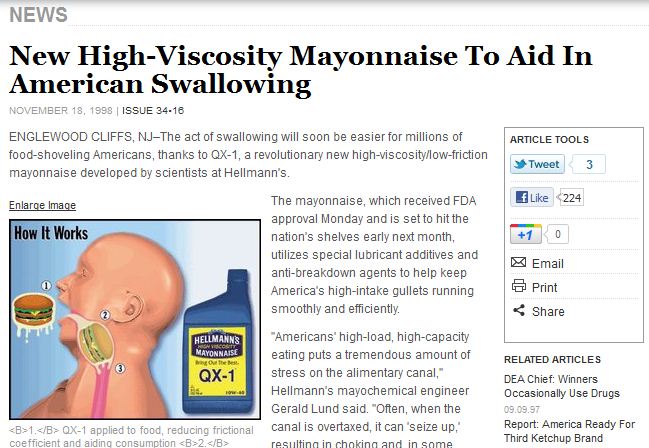 NEWS
New High-Viscosity Mayonnaise To Aid In
American Swallowing
NOVEMBER 18, 1998 | ISSUE 34•16
ENGLEWOOD CLIFFS, NJ–The act of swallowing will soon be easier for millions of
food-shoveling Americans, thanks to QX-1, a revolutionary new high-viscosity/low-friction
mayonnaise developed by scientists at Hellmann's.
Enlarge Image
How It Works
1
2
3
HELLMANN'S
HIGH VISCOSITY
MAYONNAISE
Bring Out The Best.
QX-1
10W-40
<B>1.</B> QX-1 applied to food, reducing frictional
coefficient and aiding consumption <B>2.</B>
The mayonnaise, which received FDA
approval Monday and is set to hit the
nation's shelves early next month,
utilizes special lubricant additives and
anti-breakdown agents to help keep
America's high-intake gullets running
smoothly and efficiently.
"Americans' high-load, high-capacity
eating puts a tremendous amount of
stress on the alimentary canal,"
Hellmann's mayochemical engineer
Gerald Lund said. "Often, when the
canal is overtaxed, it can 'seize up,'
resulting in choking and, in some
ARTICLE TOOLS
Tweet 3
Like 224
+1 0
Email
Print
Share
RELATED ARTICLES
DEA Chief: Winners
Occasionally Use Drugs
09.09.97
Report: America Ready For
Third Ketchup Brand